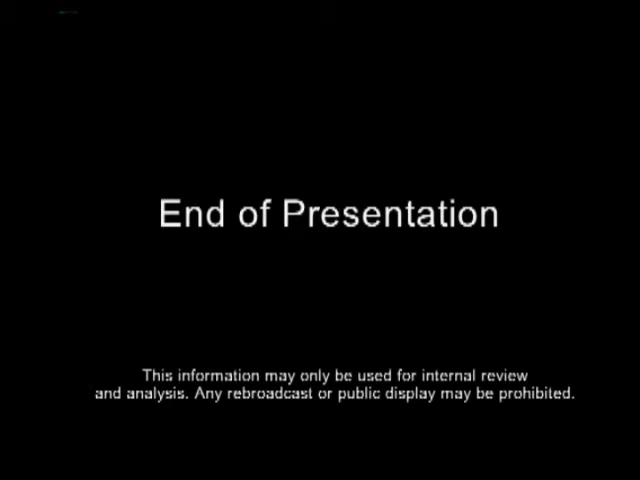 End of Presentation
This information may only be used for internal review
and analysis. Any rebroadcast or public display may be prohibited.